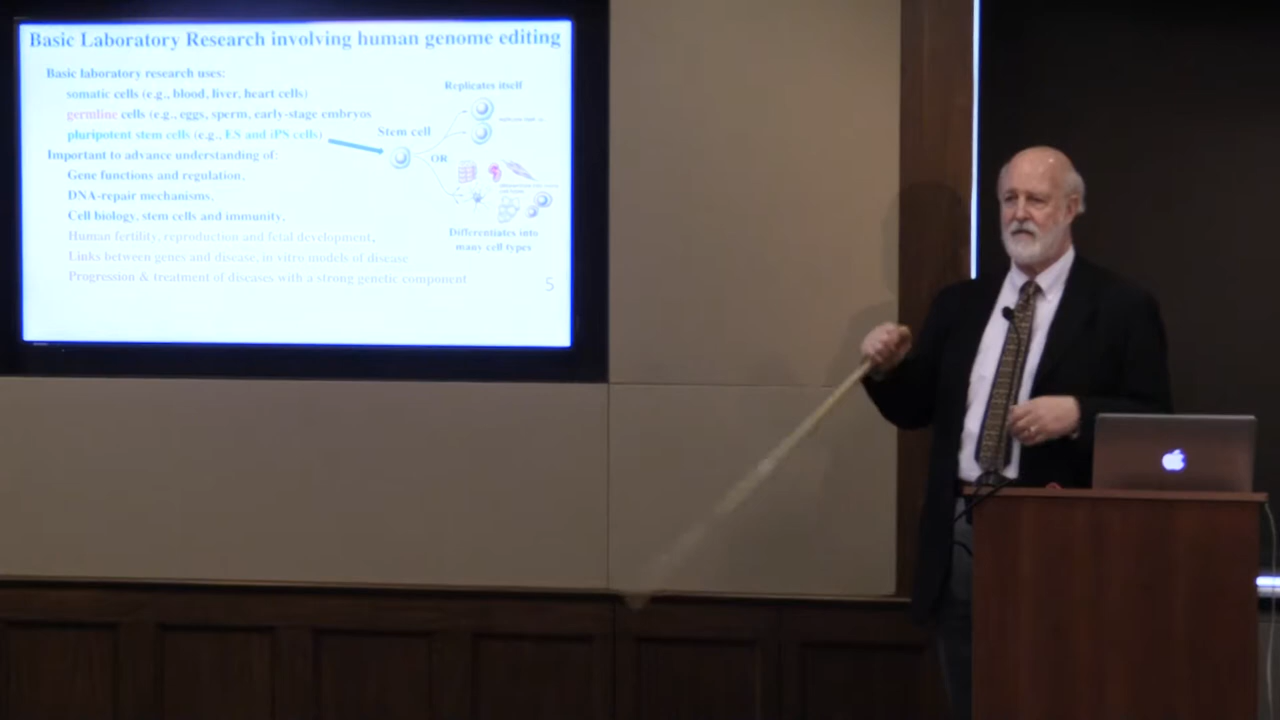 Basic Laboratory Research involving human genome editing
Basic laboratory research uses:
somatic cells (e.g., blood, liver, heart cells)
germline cells (e.g., eggs, sperm, early-stage embryos
pluripotent stem cells (e.g., ES and iPS cells)
Important to advance understanding of:
Gene functions and regulation,
DNA-repair mechanisms,
Cell biology, stem cells and immunity,
Human fertility, reproduction and fetal development,
Links between genes and disease, in vitro models of disease
Progression & treatment of diseases with a strong genetic component
Replicates itself
Stem cell
OR
Differentiates into
many cell types
5